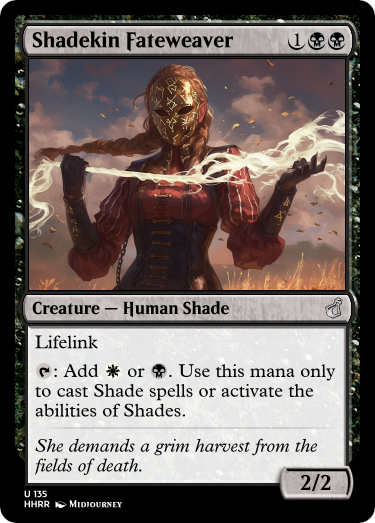 Shadekin Fateweaver 1
Creature — Human Shade
Lifelink
: Add or . Use this mana only
to cast Shade spells or activate the
abilities of Shades.
She demands a grim harvest from the
fields of death.
2/2
U 135
HHRR Midjourney